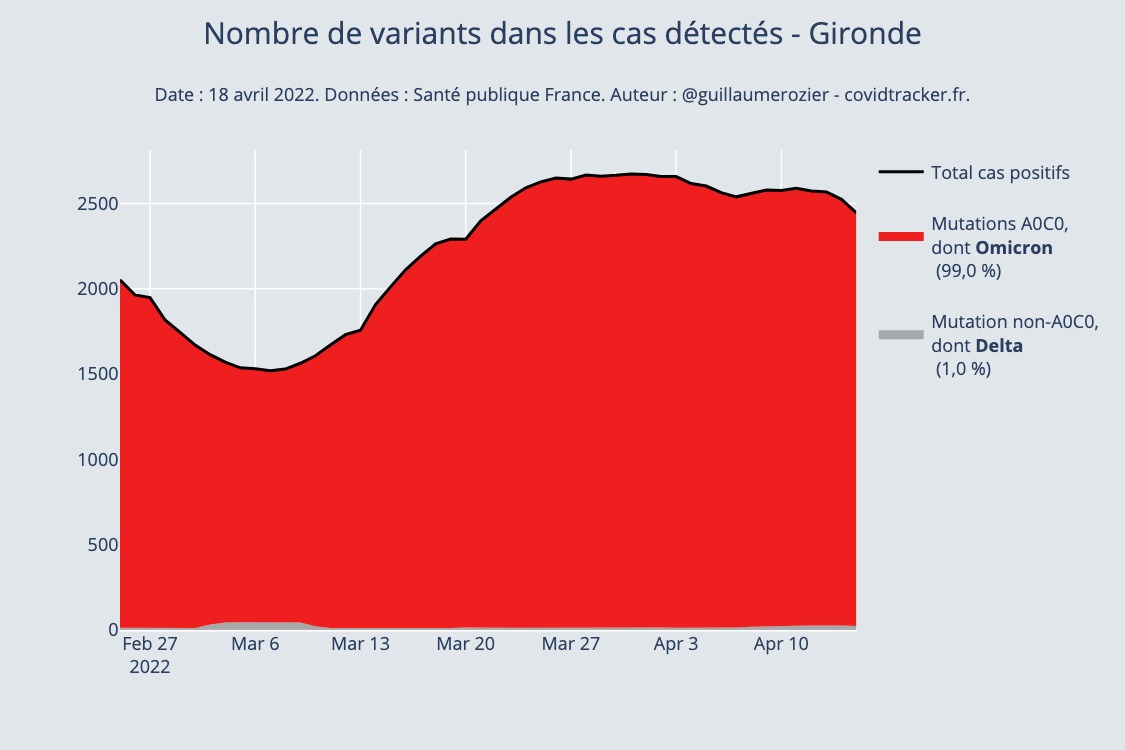 Nombre de variants dans les cas détectés - Gironde
Date : 18 avril 2022. Données : Santé publique France. Auteur : @guillaumerozier - covidtracker.fr.
Total cas positifs
Mutations A0C0,
dont Omicron
(99,0 %)
Mutation non-A0C0,
dont Delta
(1,0 %)
2500
2000
1500
1000
500
0
Feb 27 Mar 6 Mar 13 Mar 20 Mar 27 Apr 3 Apr 10
2022